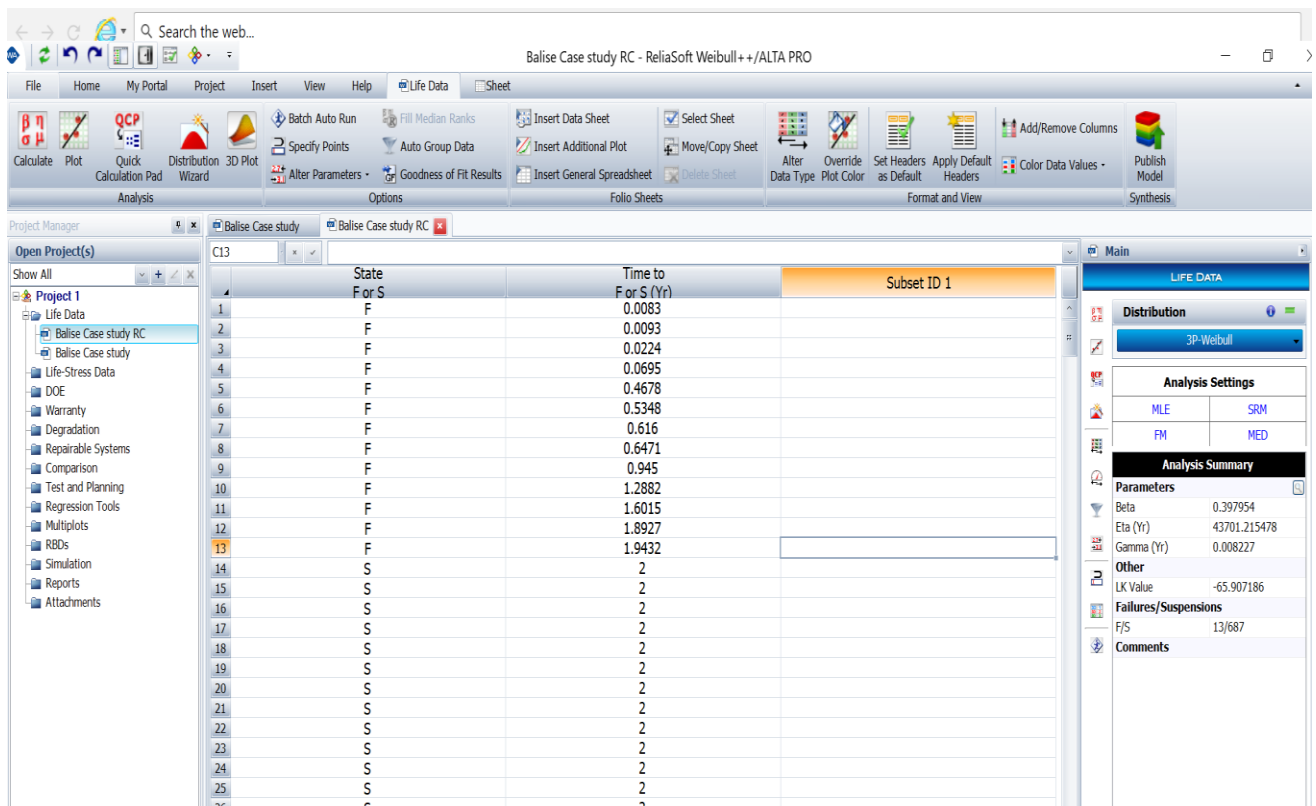 Search the web...
WA
Balise Case study RC - ReliaSoft Weibull++/ALTA PRO
File Home My Portal Project Insert View Help Life Data Sheet
β η σ μ
Calculate
Plot
QCP
Quick Calculation Pad
Distribution Wizard
3D Plot
Analysis
Batch Auto Run
Specify Points
Alter Parameters
Fill Median Ranks
Auto Group Data
Goodness of Fit Results
Options
Insert Data Sheet
Insert Additional Plot
Insert General Spreadsheet
Select Sheet
Move/Copy Sheet
Delete Sheet
Folio Sheets
Alter Data Type
Override Plot Color
Set Headers as Default
Apply Default Headers
Add/Remove Columns
Color Data Values
Format and View
Publish Model
Synthesis
Project Manager
Open Project(s)
Show All
Project 1
Life Data
Balise Case study RC
Balise Case study
Life-Stress Data
DOE
Warranty
Degradation
Repairable Systems
Comparison
Test and Planning
Regression Tools
Multiplots
RBDs
Simulation
Reports
Attachments
Balise Case study Balise Case study RC
C13
State F or S Time to F or S (Yr) Subset ID 1
1 F 0.0083
2 F 0.0093
3 F 0.0224
4 F 0.0695
5 F 0.4678
6 F 0.5348
7 F 0.616
8 F 0.6471
9 F 0.945
10 F 1.2882
11 F 1.6015
12 F 1.8927
13 F 1.9432
14 S 2
15 S 2
16 S 2
17 S 2
18 S 2
19 S 2
20 S 2
21 S 2
22 S 2
23 S 2
24 S 2
25 S 2
Main
LIFE DATA
Distribution
3P-Weibull
Analysis Settings
MLE SRM
FM MED
Analysis Summary
Parameters
Beta 0.397954
Eta (Yr) 43701.215478
Gamma (Yr) 0.008227
Other
LK Value -65.907186
Failures/Suspensions
F/S 13/687
Comments